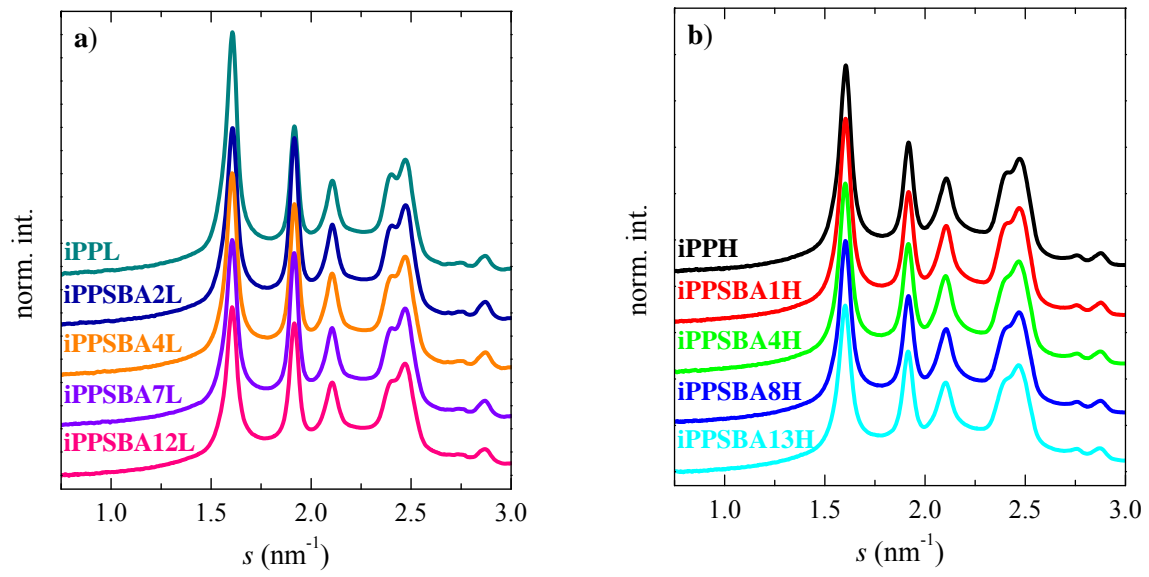 a)
norm. int.
iPPL
iPPSBA2L
iPPSBA4L
iPPSBA7L
iPPSBA12L
1.0 1.5 2.0 2.5 3.0
s (nm⁻¹)
b)
norm. int.
iPPH
iPPSBA1H
iPPSBA4H
iPPSBA8H
iPPSBA13H
1.0 1.5 2.0 2.5 3.0
s (nm⁻¹)